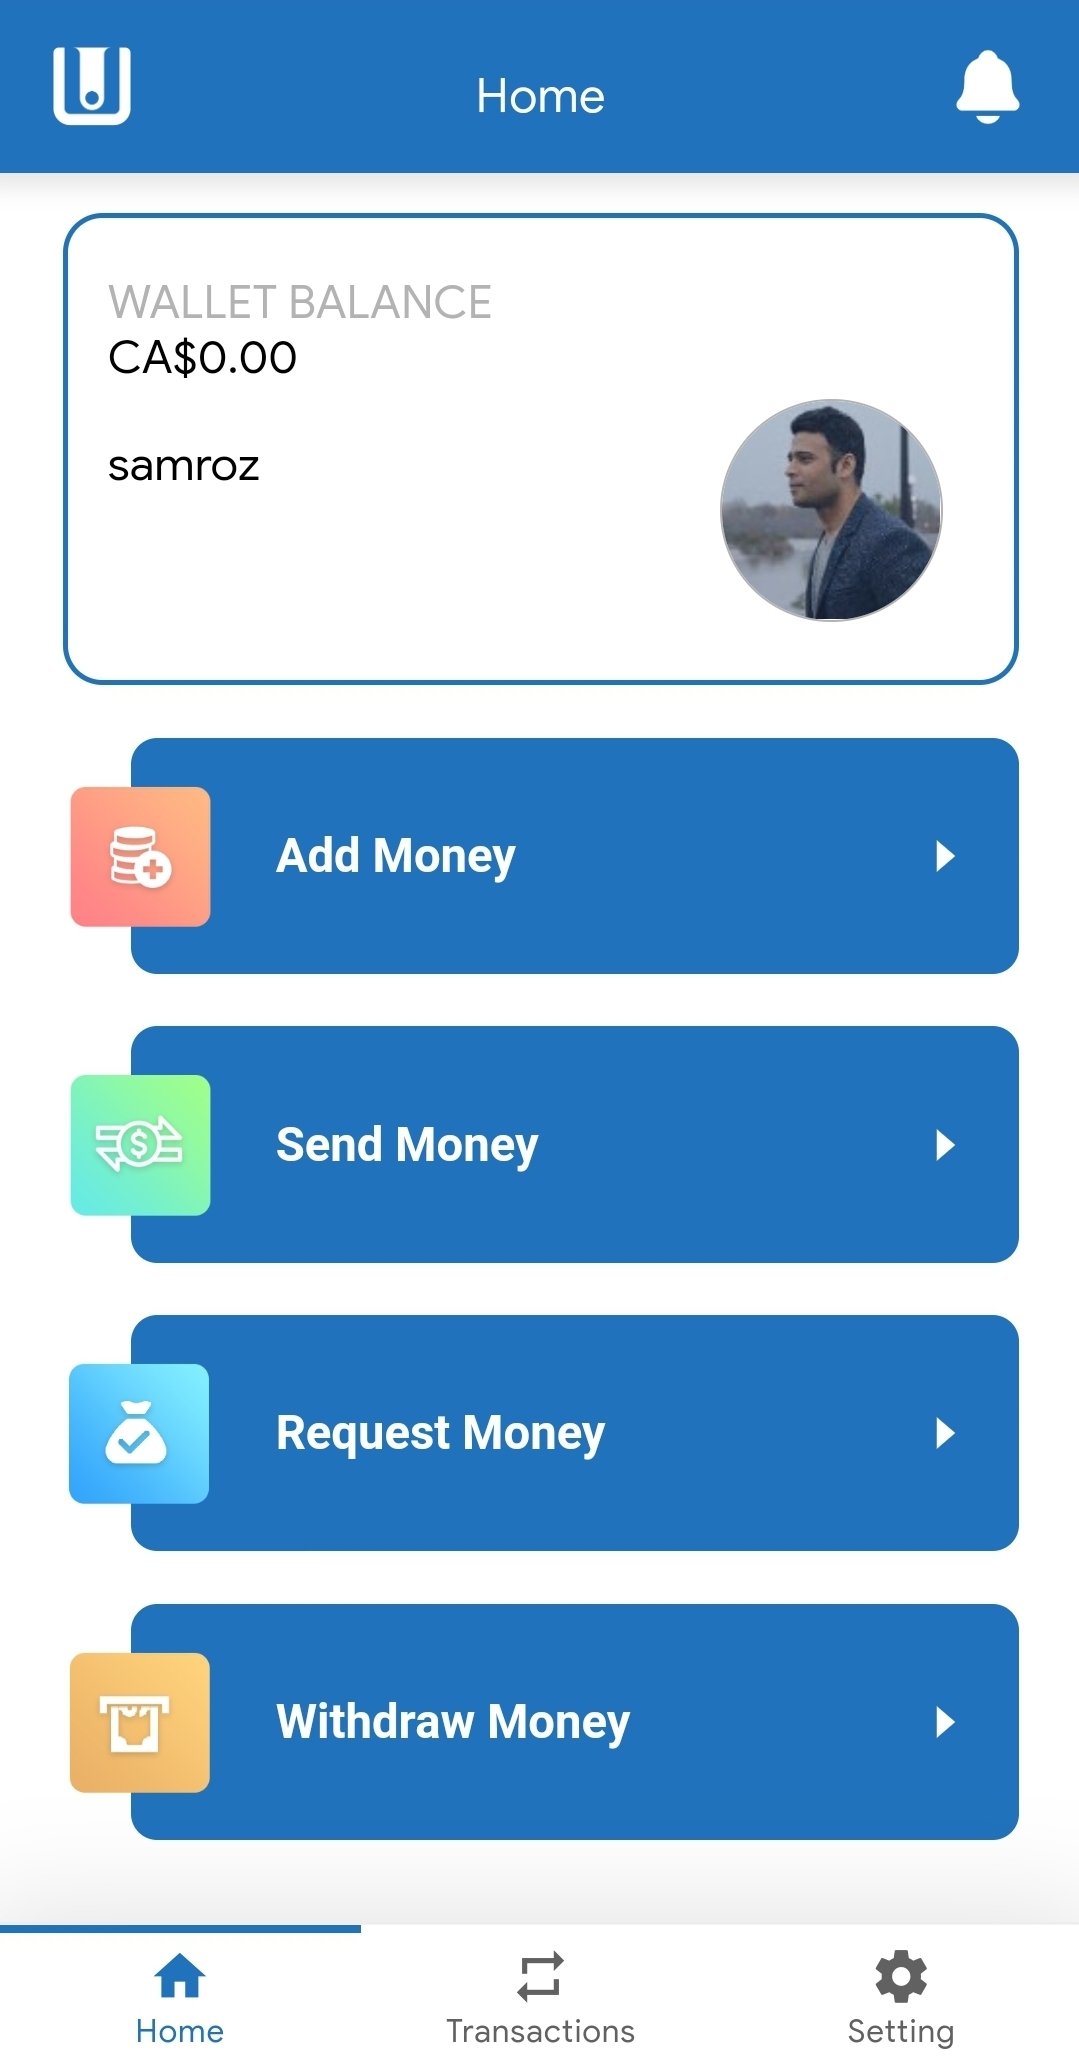 Home
WALLET BALANCE
CA$0.00
samroz
Add Money
Send Money
Request Money
Withdraw Money
Home
Transactions
Setting